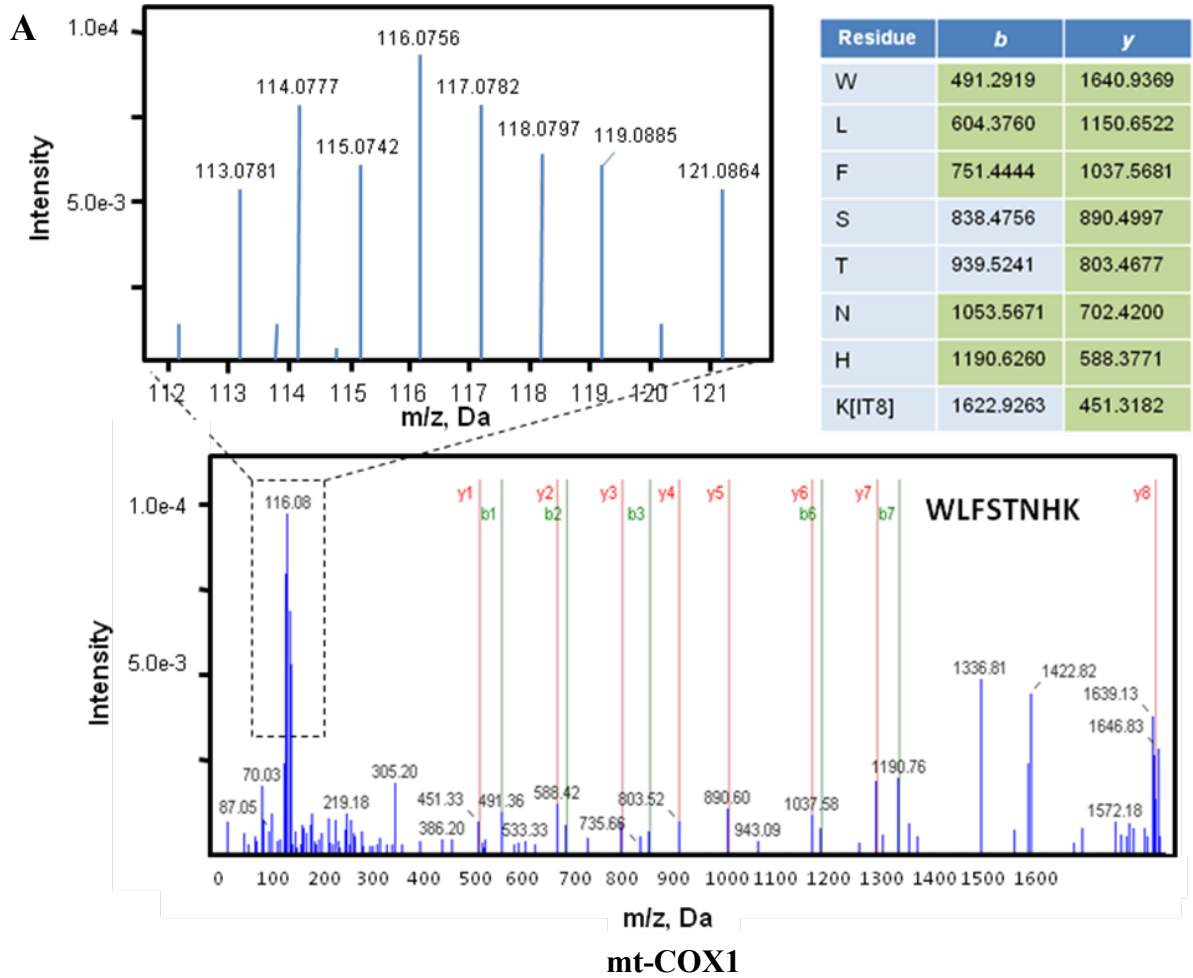 A
1.0e4
116.0756
114.0777
117.0782
118.0797
115.0742
119.0885
113.0781
121.0864
5.0e-3
Intensity
112 113 114 115 116 117 118 119 120 121
m/z, Da
Residue b y
W 491.2919 1640.9369
L 604.3760 1150.6522
F 751.4444 1037.5681
S 838.4756 890.4997
T 939.5241 803.4677
N 1053.5671 702.4200
H 1190.6260 588.3771
K[IT8] 1622.9263 451.3182
1.0e-4
116.08
y1 y2 y3 y4 y5 y6 y7 y8
b1 b2 b3 b6 b7
WLFSTNHK
5.0e-3
Intensity
1336.81
1422.82
1639.13
1646.83
70.03
305.20
1190.76
87.05
219.18
451.33
491.36
588.42
803.52
890.60
1037.58
1572.18
386.20
533.33
735.66
943.09
0 100 200 300 400 500 600 700 800 900 1000 1100 1200 1300 1400 1500 1600
m/z, Da
mt-COX1